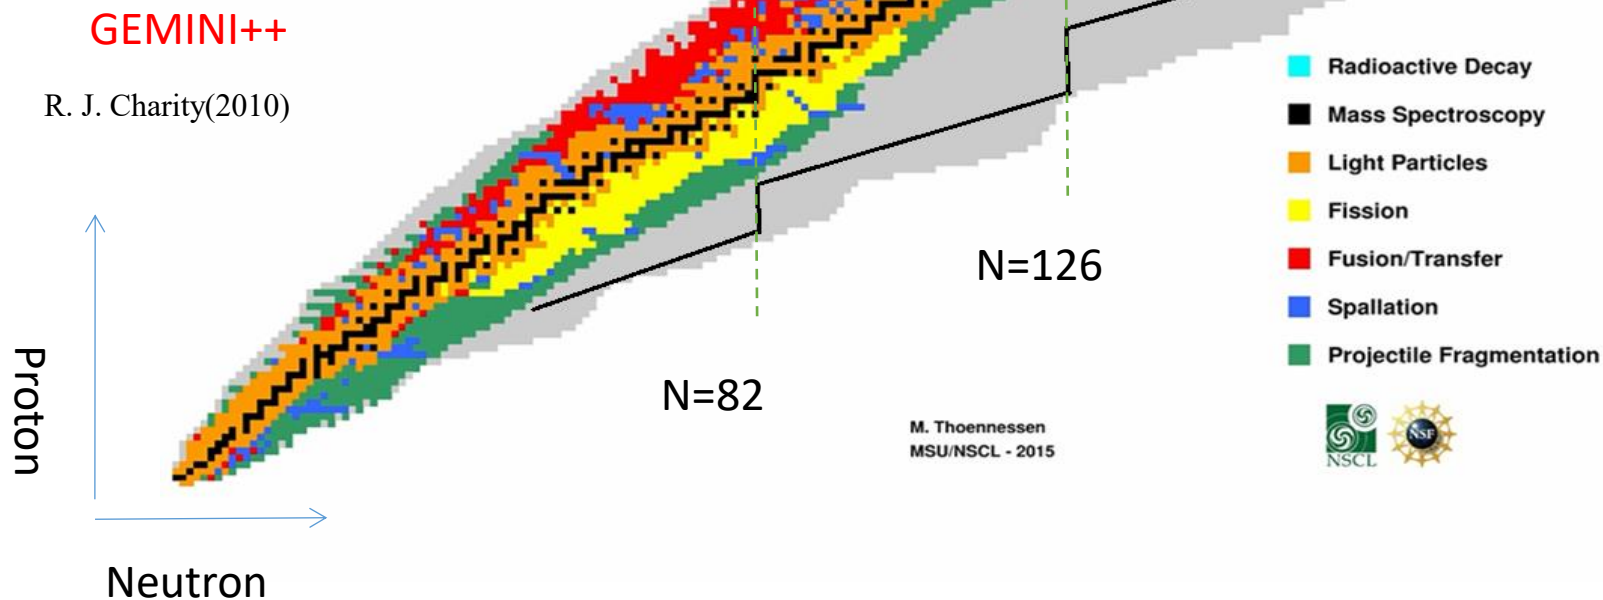 GEMINI++
R. J. Charity(2010)
Radioactive Decay
Mass Spectroscopy
Light Particles
Fission
Fusion/Transfer
Spallation
Projectile Fragmentation
N=126
N=82
Proton
Neutron
M. Thoennessen
MSU/NSCL - 2015
NSCL
NSF